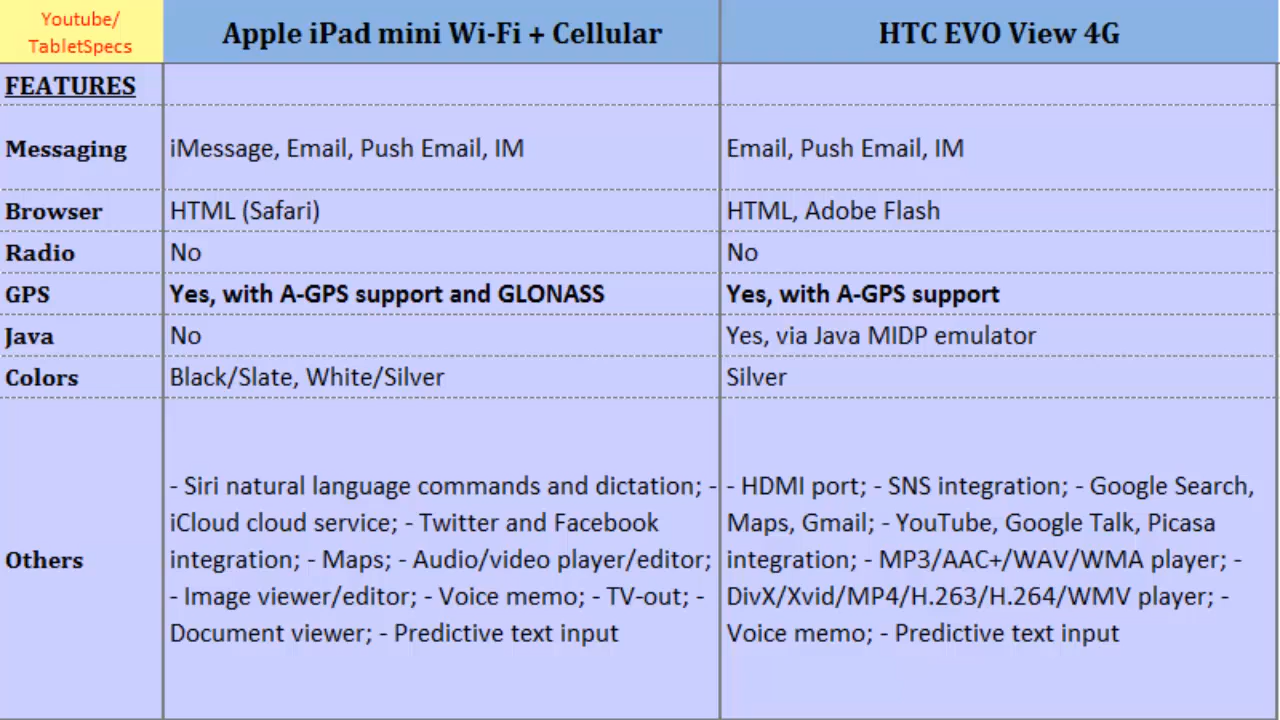 Youtube/
TabletSpecs
Apple iPad mini Wi-Fi + Cellular
HTC EVO View 4G
FEATURES
Messaging
iMessage, Email, Push Email, IM
Email, Push Email, IM
Browser
HTML (Safari)
HTML, Adobe Flash
Radio
No
No
GPS
Yes, with A-GPS support and GLONASS
Yes, with A-GPS support
Java
No
Yes, via Java MIDP emulator
Colors
Black/Slate, White/Silver
Silver
Others
- Siri natural language commands and dictation; -
iCloud cloud service; - Twitter and Facebook
integration; - Maps; - Audio/video player/editor;
- Image viewer/editor; - Voice memo; - TV-out; -
Document viewer; - Predictive text input
- HDMI port; - SNS integration; - Google Search,
Maps, Gmail; - YouTube, Google Talk, Picasa
integration; - MP3/AAC+/WAV/WMA player; -
DivX/Xvid/MP4/H.263/H.264/WMV player; -
Voice memo; - Predictive text input